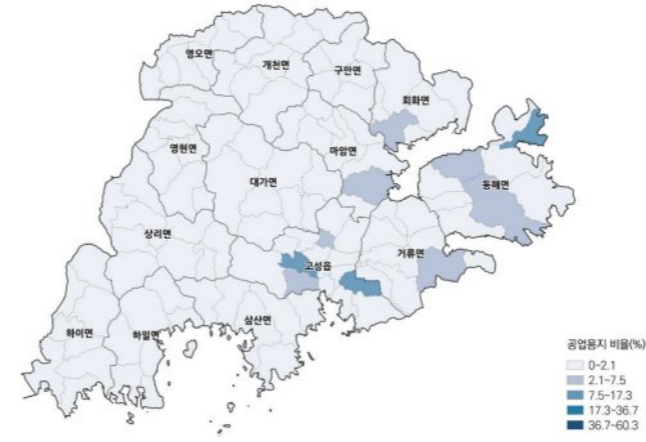 영오면
개천면
구만면
회화면
영현면
마암면
대가면
동해면
상리면
거류면
고성읍
삼산면
하이면
하일면
공업용지 비율(%)
0~2.1
2.1~7.5
7.5~17.3
17.3~36.7
36.7~60.3